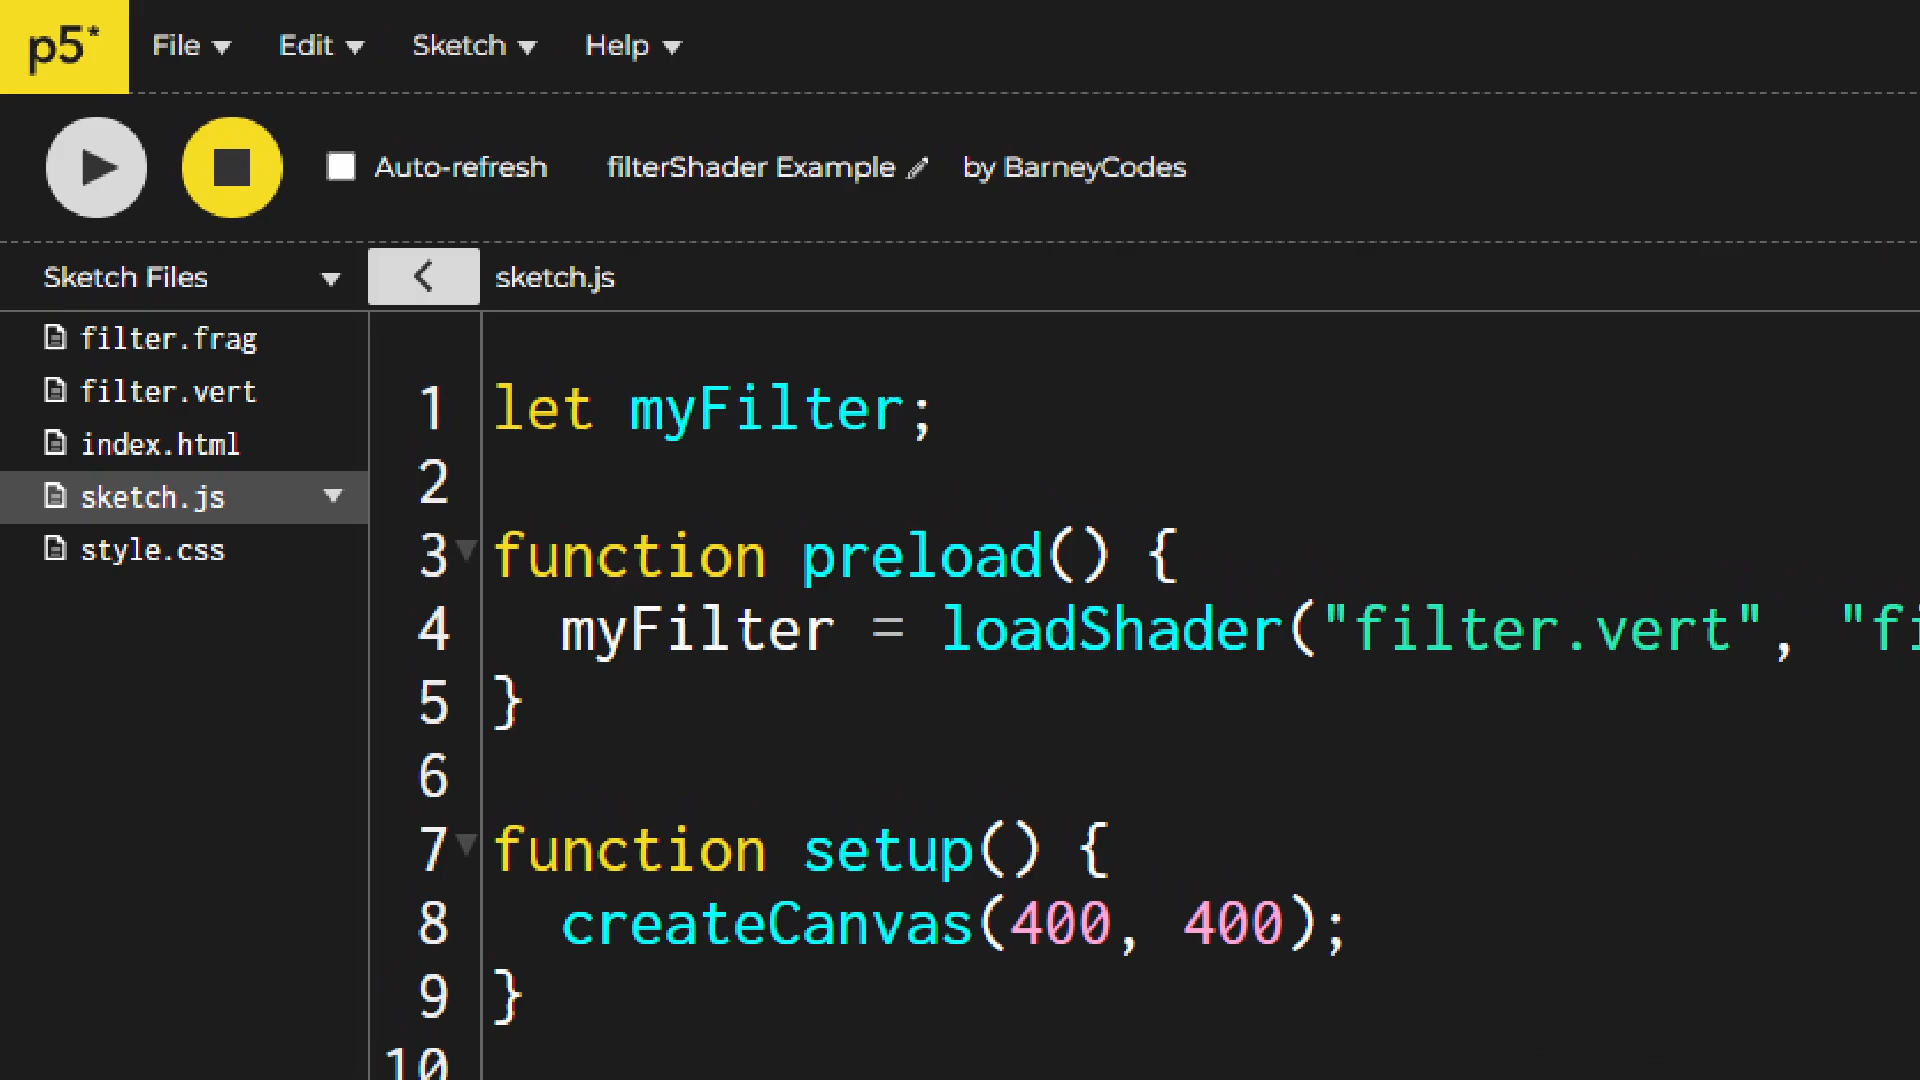 p5* File Edit Sketch Help
Auto-refresh filterShader Example by BarneyCodes
Sketch Files sketch.js
filter.frag
filter.vert
index.html
sketch.js
style.css
1 let myFilter;
2
3 function preload() {
4 myFilter = loadShader("filter.vert", "fi
5 }
6
7 function setup() {
8 createCanvas(400, 400);
9 }
10